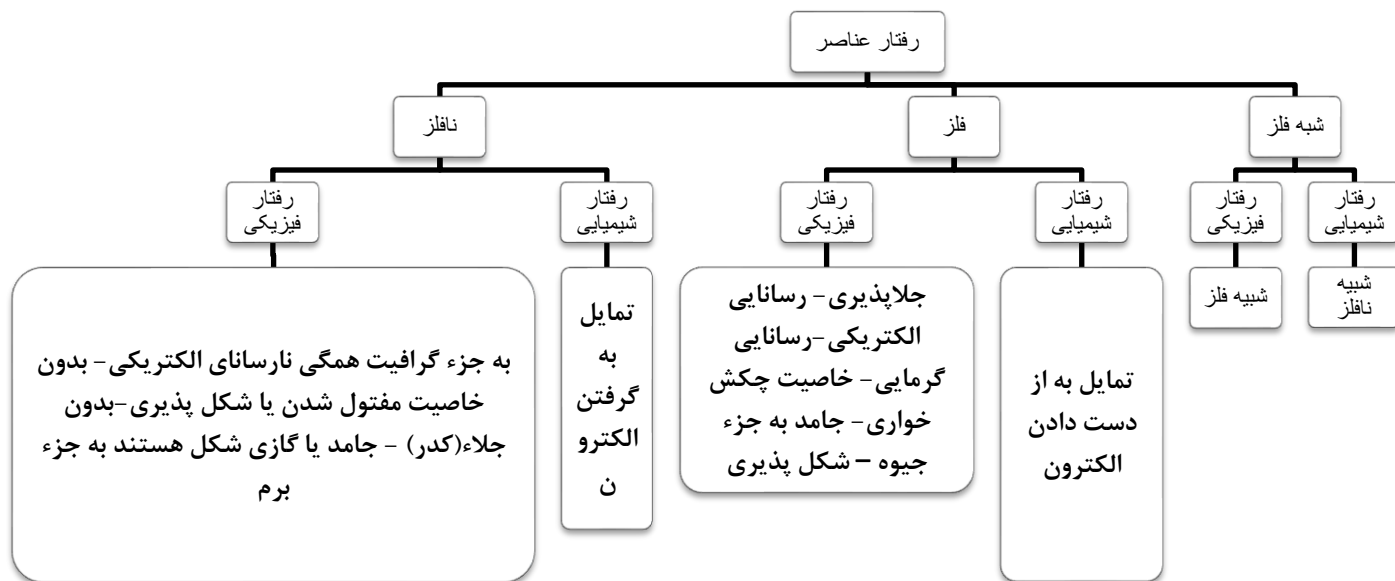 رفتار عناصر
شبه فلز
فلز
نافلز
رفتار
شیمیایی
رفتار
فیزیکی
رفتار
شیمیایی
رفتار
فیزیکی
رفتار
شیمیایی
رفتار
فیزیکی
شبیه
نافلز
شبیه فلز
تمایل به از
دست دادن
الکترون
جلاپذیری– رسانایی
الکتریکی–رسانایی
گرمایی– خاصیت چکش
خواری– جامد به جزء
جیوه – شکل پذیری
تمایل
به
گرفتن
الکترو
ن
به جزء گرافیت همگی نارسانای الکتریکی– بدون
خاصیت مفتول شدن یا شکل پذیری–بدون
جلاء(کدر) – جامد یا گازی شکل هستند به جزء
برم